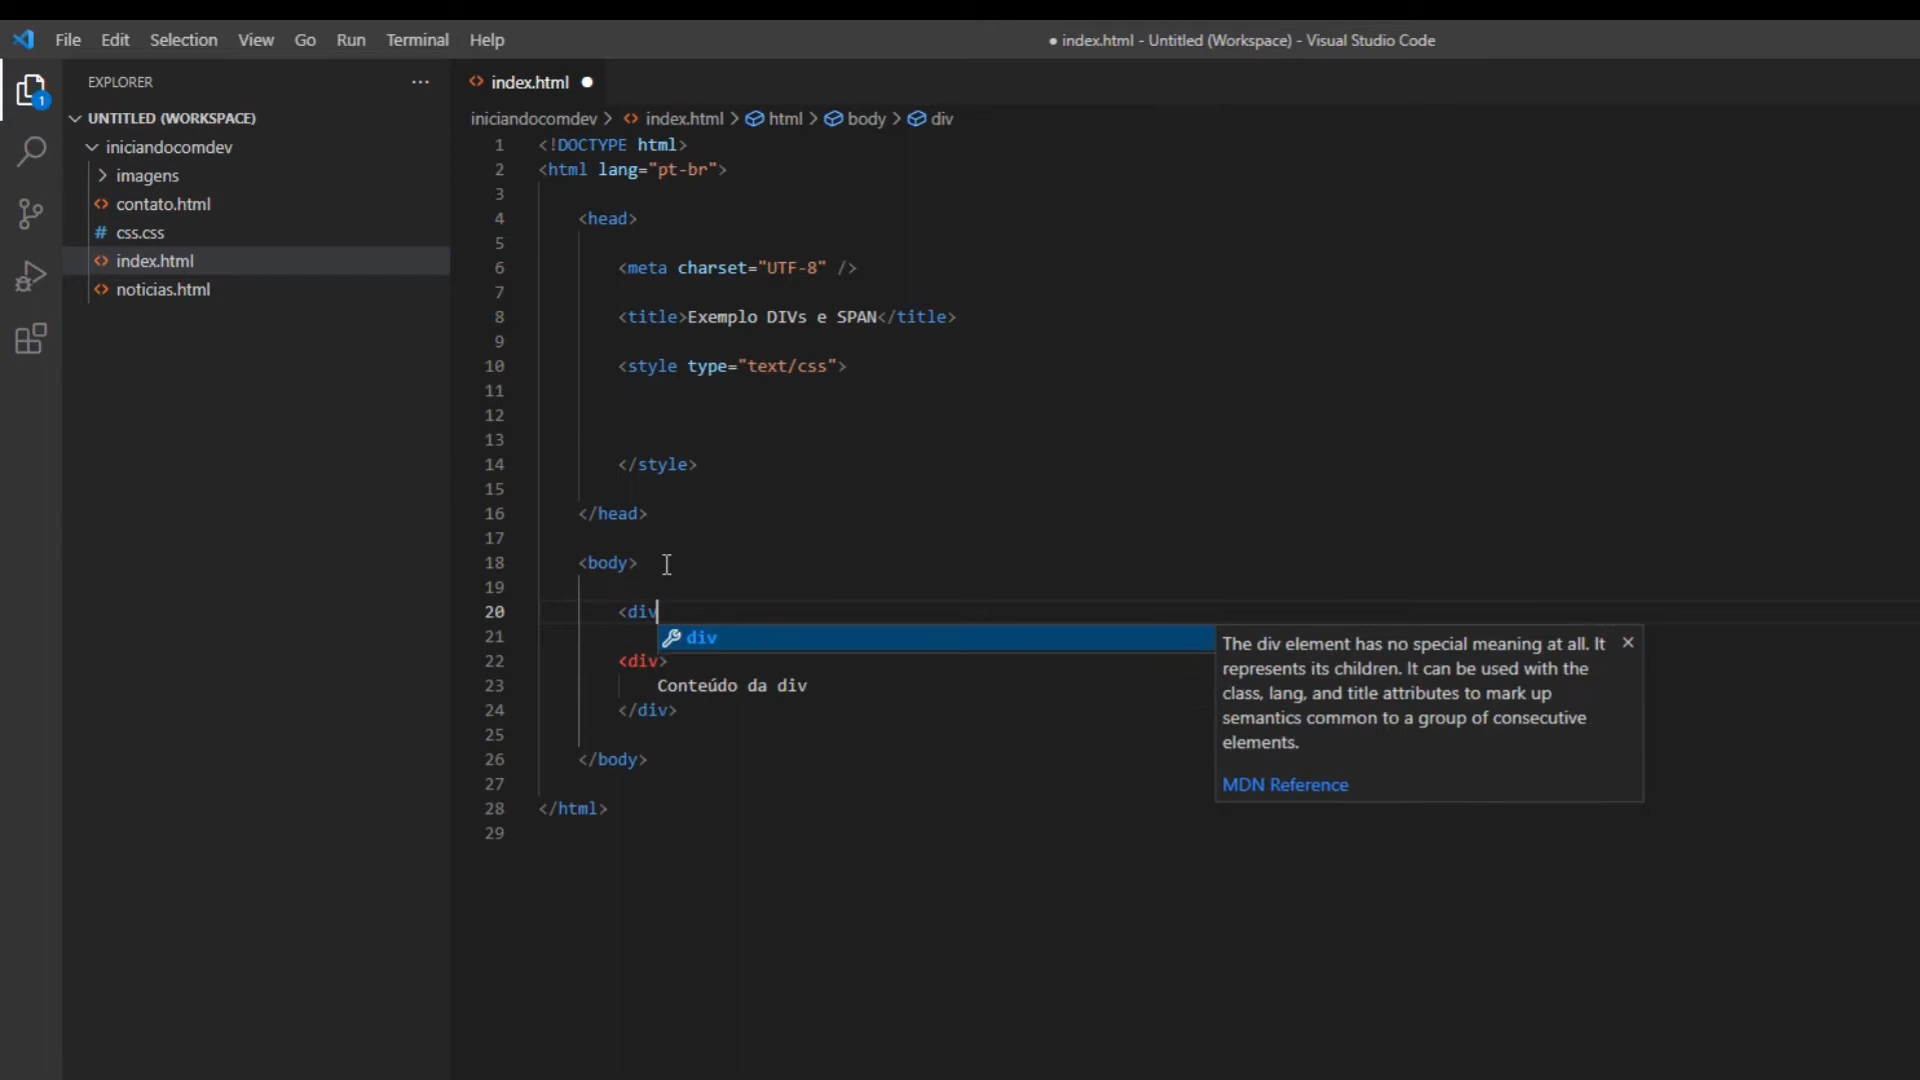 File Edit Selection View Go Run Terminal Help
● index.html - Untitled (Workspace) - Visual Studio Code
1
EXPLORER ···
UNTITLED (WORKSPACE)
iniciandocomdev
imagens
contato.html
# css.css
index.html
noticias.html
index.html
iniciandocomdev > index.html > html > body > div
1 <!DOCTYPE html>
2 <html lang="pt-br">
3
4 <head>
5
6 <meta charset="UTF-8" />
7
8 <title>Exemplo DIVs e SPAN</title>
9
10 <style type="text/css">
11
12
13
14 </style>
15
16 </head>
17
18 <body>
19
20 <div
div
21
22 <div>
23 Conteúdo da div
24 </div>
25
26 </body>
27
28 </html>
29
The div element has no special meaning at all. It
represents its children. It can be used with the
class, lang, and title attributes to mark up
semantics common to a group of consecutive
elements.
MDN Reference